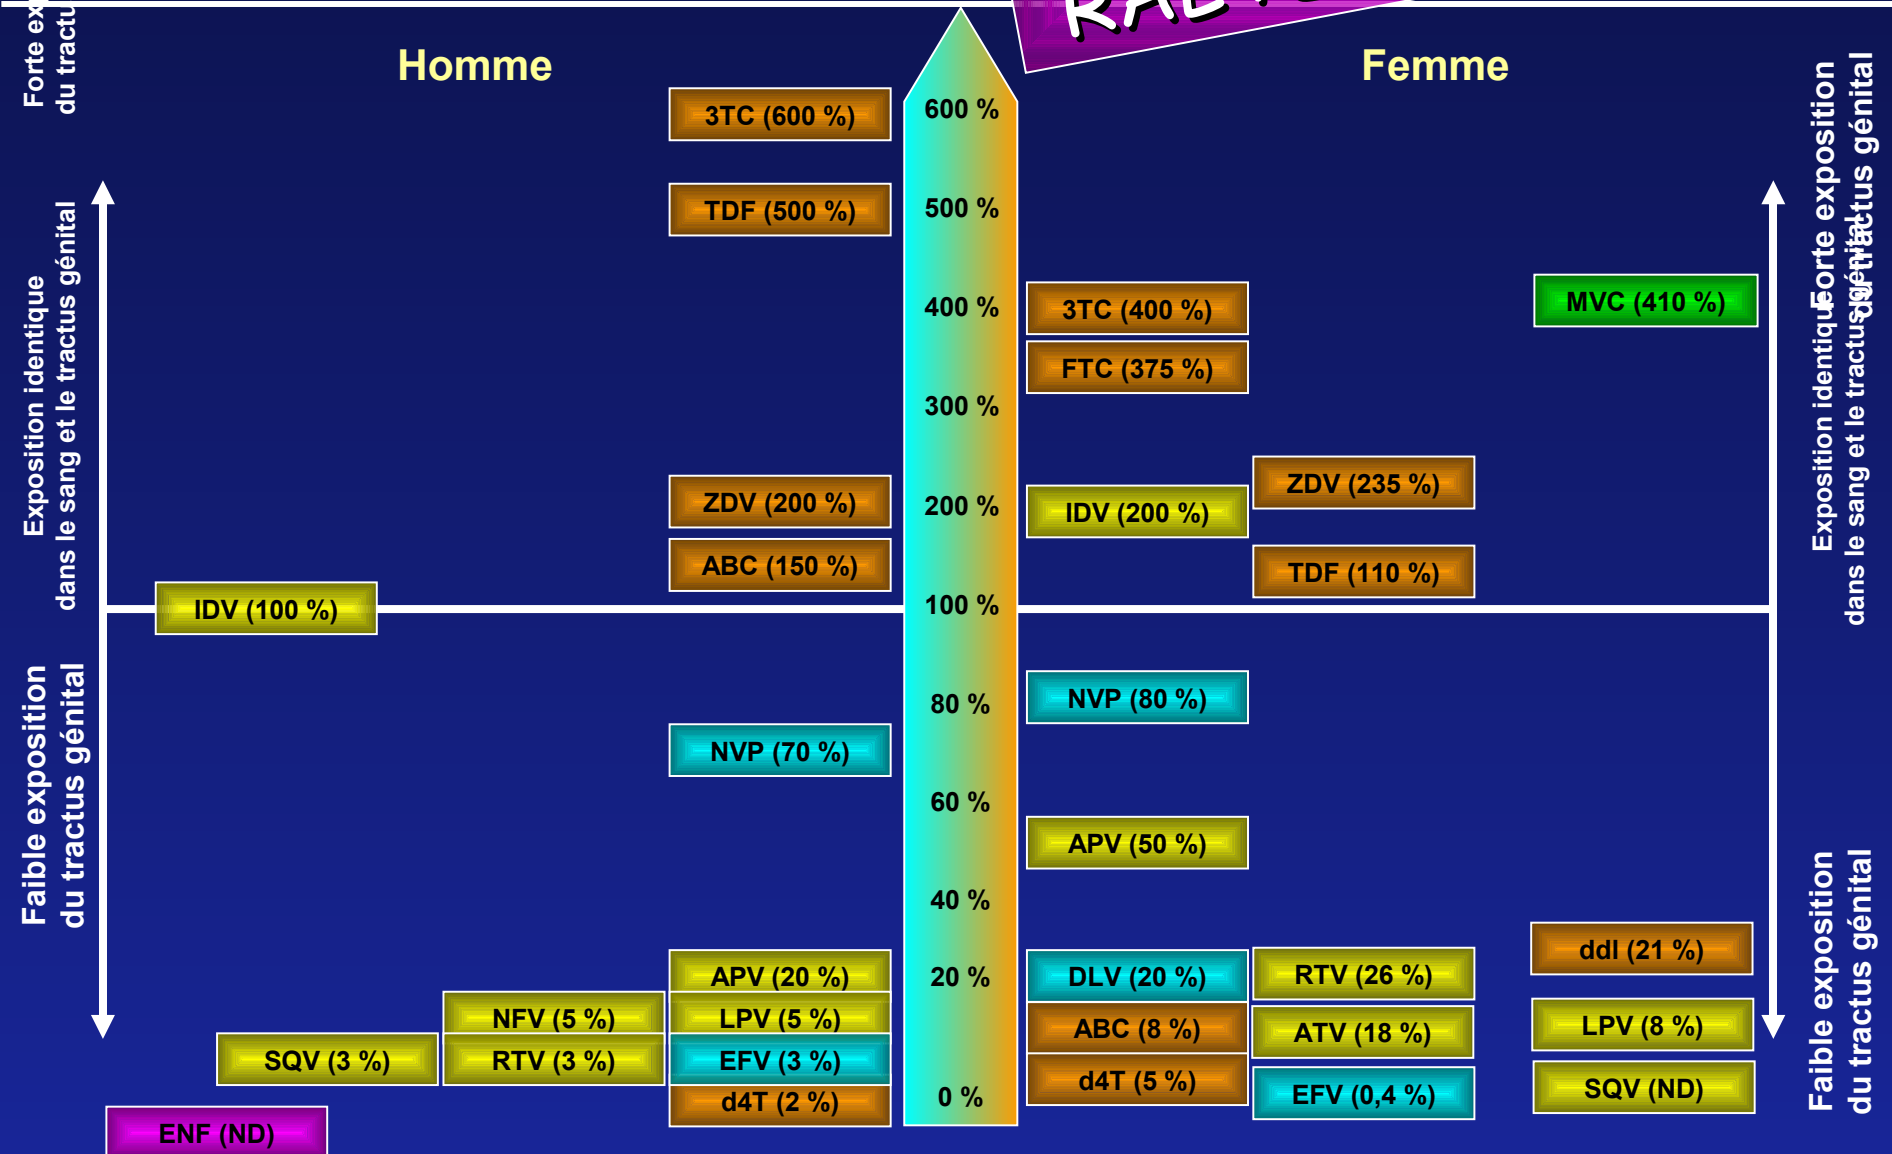 Homme
Femme
Forte
du
Exposition identique
dans le sang et le tractus génital
Faible exposition
du tractus génital
3TC (600 %)
TDF (500 %)
ZDV (200 %)
ABC (150 %)
IDV (100 %)
NVP (70 %)
APV (20 %)
NFV (5 %)
LPV (5 %)
SQV (3 %)
RTV (3 %)
EFV (3 %)
d4T (2 %)
ENF (ND)
600 %
500 %
400 %
300 %
200 %
100 %
80 %
60 %
40 %
20 %
0 %
3TC (400 %)
MVC (410 %)
FTC (375 %)
ZDV (235 %)
IDV (200 %)
TDF (110 %)
NVP (80 %)
APV (50 %)
DLV (20 %)
RTV (26 %)
ddI (21 %)
ABC (8 %)
ATV (18 %)
LPV (8 %)
d4T (5 %)
EFV (0,4 %)
SQV (ND)
Forte exposition
du tractus génital
Exposition identique
dans le sang et le tractus génital
Faible exposition
du tractus génital